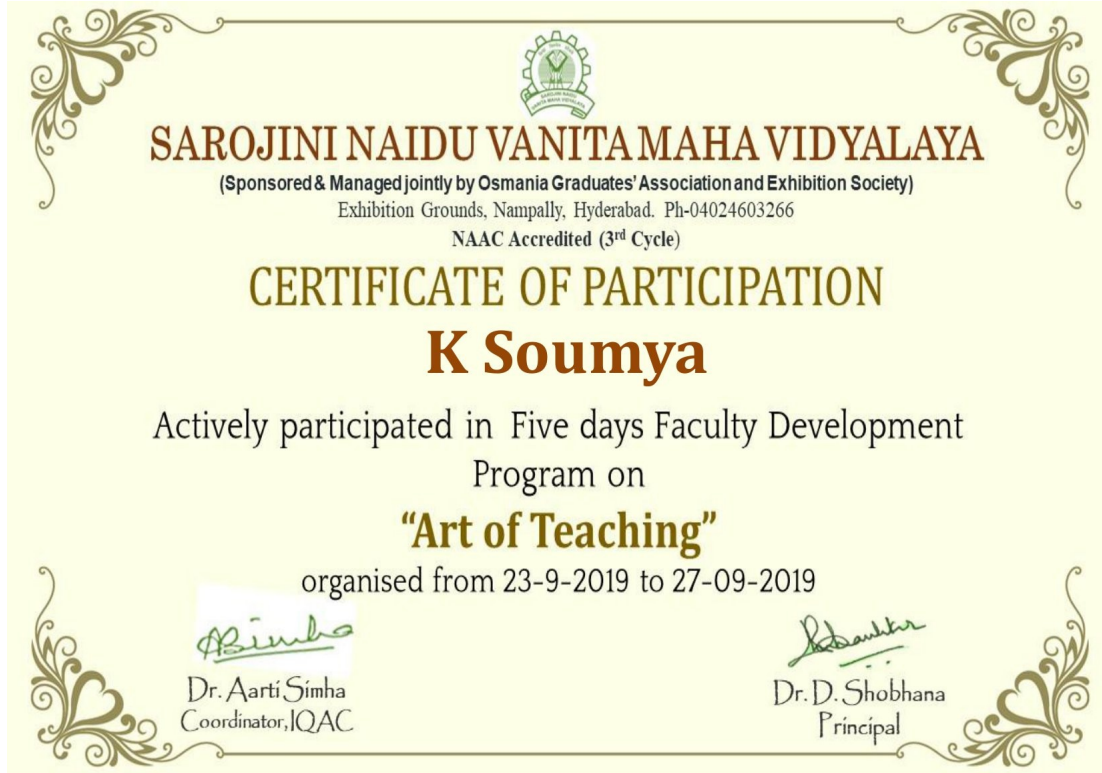 SAROJINI NAIDU VANITA MAHA VIDYALAYA
(Sponsored & Managed jointly by Osmania Graduates' Association and Exhibition Society)
Exhibition Grounds, Nampally, Hyderabad. Ph-04024603266
NAAC Accredited (3rd Cycle)
CERTIFICATE OF PARTICIPATION
K Soumya
Actively participated in Five days Faculty Development
Program on
“Art of Teaching”
organised from 23-9-2019 to 27-09-2019
ASimha
Dr. Aarti Simha
Coordinator, IQAC
Dr. D. Shobhana
Principal